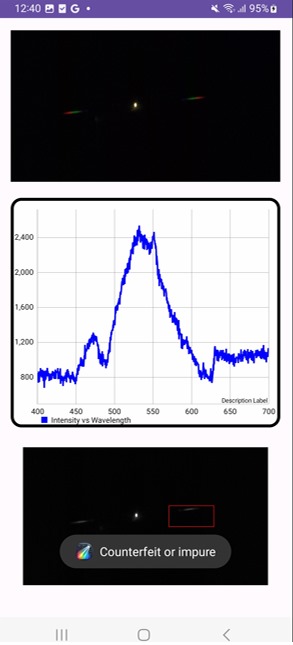 12:40 G 95%
2,400
2,000
1,600
1,200
800
Description Label
400 450 500 550 600 650 700
Intensity vs Wavelength
Counterfeit or impure